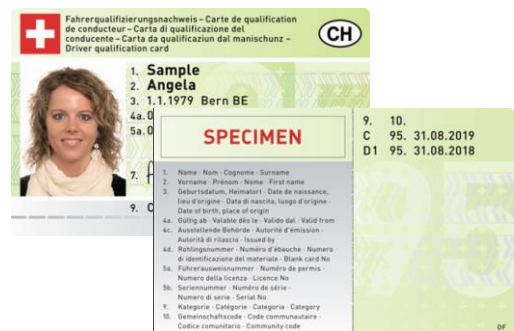 Fahrerqualifizierungsnachweis – Carte de qualification
de conducteur – Carta di qualificazione del
conducente – Carta da qualificaziun dal manischunz –
Driver qualification card
CH
1. Sample
2. Angela
3. 1.1.1979 Bern BE
4a. 0
5a. 0
7.
9. C
SPECIMEN
1. Name · Nom · Cognome · Surname
2. Vorname · Prénom · Nome · First name
3. Geburtsdatum, Heimatort · Date de naissance,
lieu d'origine · Data di nascita, luogo d'origine ·
Date of birth, place of origin
4a. Gültig ab · Valable dès le · Valido dal · Valid from
4c. Ausstellende Behörde · Autorité d'émission ·
Autorità di rilascio · Issued by
4d. Rohlingsnummer · Numéro d'ébauche · Numero
di identificazione del materiale · Blank card No
5a. Führerausweisnummer · Numéro de permis ·
Numero della licenza · Licence No
5b. Seriennummer · Numéro de série ·
Numero di serie · Serial No
9. Kategorie · Catégorie · Categoria · Category
10. Gemeinschaftscode · Code communautaire ·
Codice comunitario · Community code
9. 10.
C 95. 31.08.2019
D1 95. 31.08.2018
OF